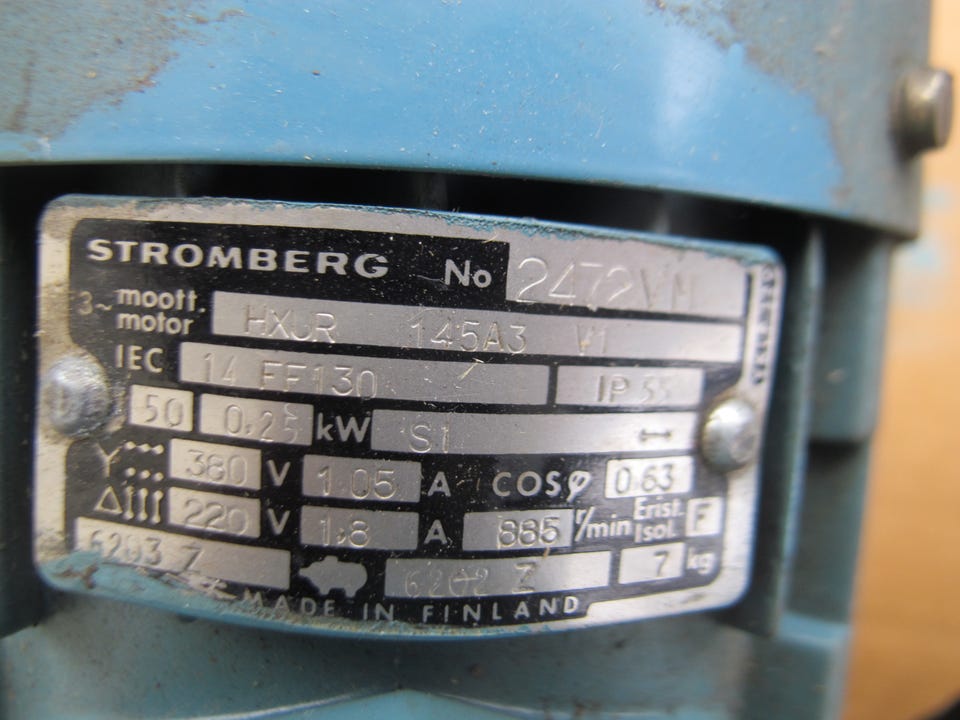 STROMBERG No 2472VM
3~ moott. motor HXUR 145A3 V1
IEC 14 FF130 IP 55
50 0,25 kW S1
Y 380 V 1.05 A COSφ 0,63
Δ 220 V 1,8 A 885 r/min Erist. Isol. F
6203 Z 6202 Z 7 kg
MADE IN FINLAND